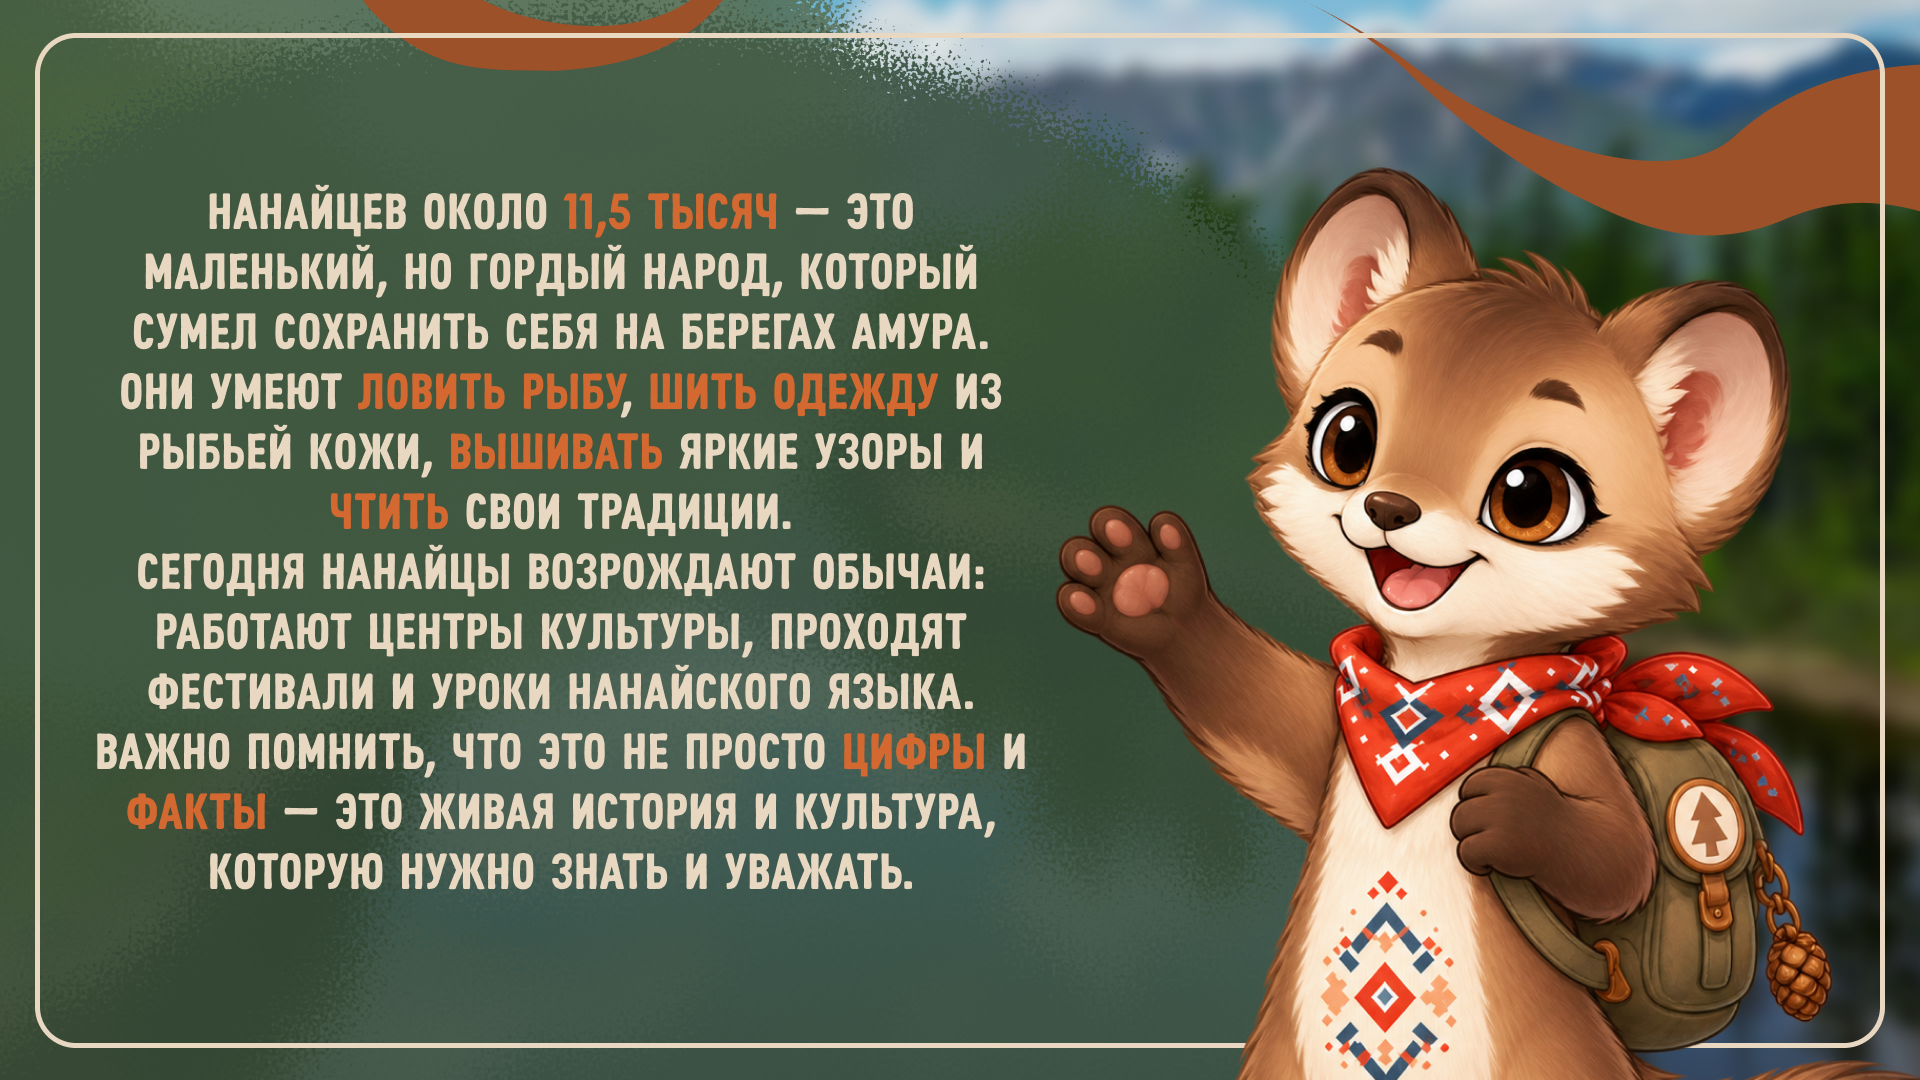 НАНАЙЦЕВ ОКОЛО 11,5 ТЫСЯЧ — ЭТО
МАЛЕНЬКИЙ, НО ГОРДЫЙ НАРОД, КОТОРЫЙ
СУМЕЛ СОХРАНИТЬ СЕБЯ НА БЕРЕГАХ АМУРА.
ОНИ УМЕЮТ ЛОВИТЬ РЫБУ, ШИТЬ ОДЕЖДУ ИЗ
РЫБЬЕЙ КОЖИ, ВЫШИВАТЬ ЯРКИЕ УЗОРЫ И
ЧТИТЬ СВОИ ТРАДИЦИИ.
СЕГОДНЯ НАНАЙЦЫ ВОЗРОЖДАЮТ ОБЫЧАИ:
РАБОТАЮТ ЦЕНТРЫ КУЛЬТУРЫ, ПРОХОДЯТ
ФЕСТИВАЛИ И УРОКИ НАНАЙСКОГО ЯЗЫКА.
ВАЖНО ПОМНИТЬ, ЧТО ЭТО НЕ ПРОСТО ЦИФРЫ И
ФАКТЫ — ЭТО ЖИВАЯ ИСТОРИЯ И КУЛЬТУРА,
КОТОРУЮ НУЖНО ЗНАТЬ И УВАЖАТЬ.